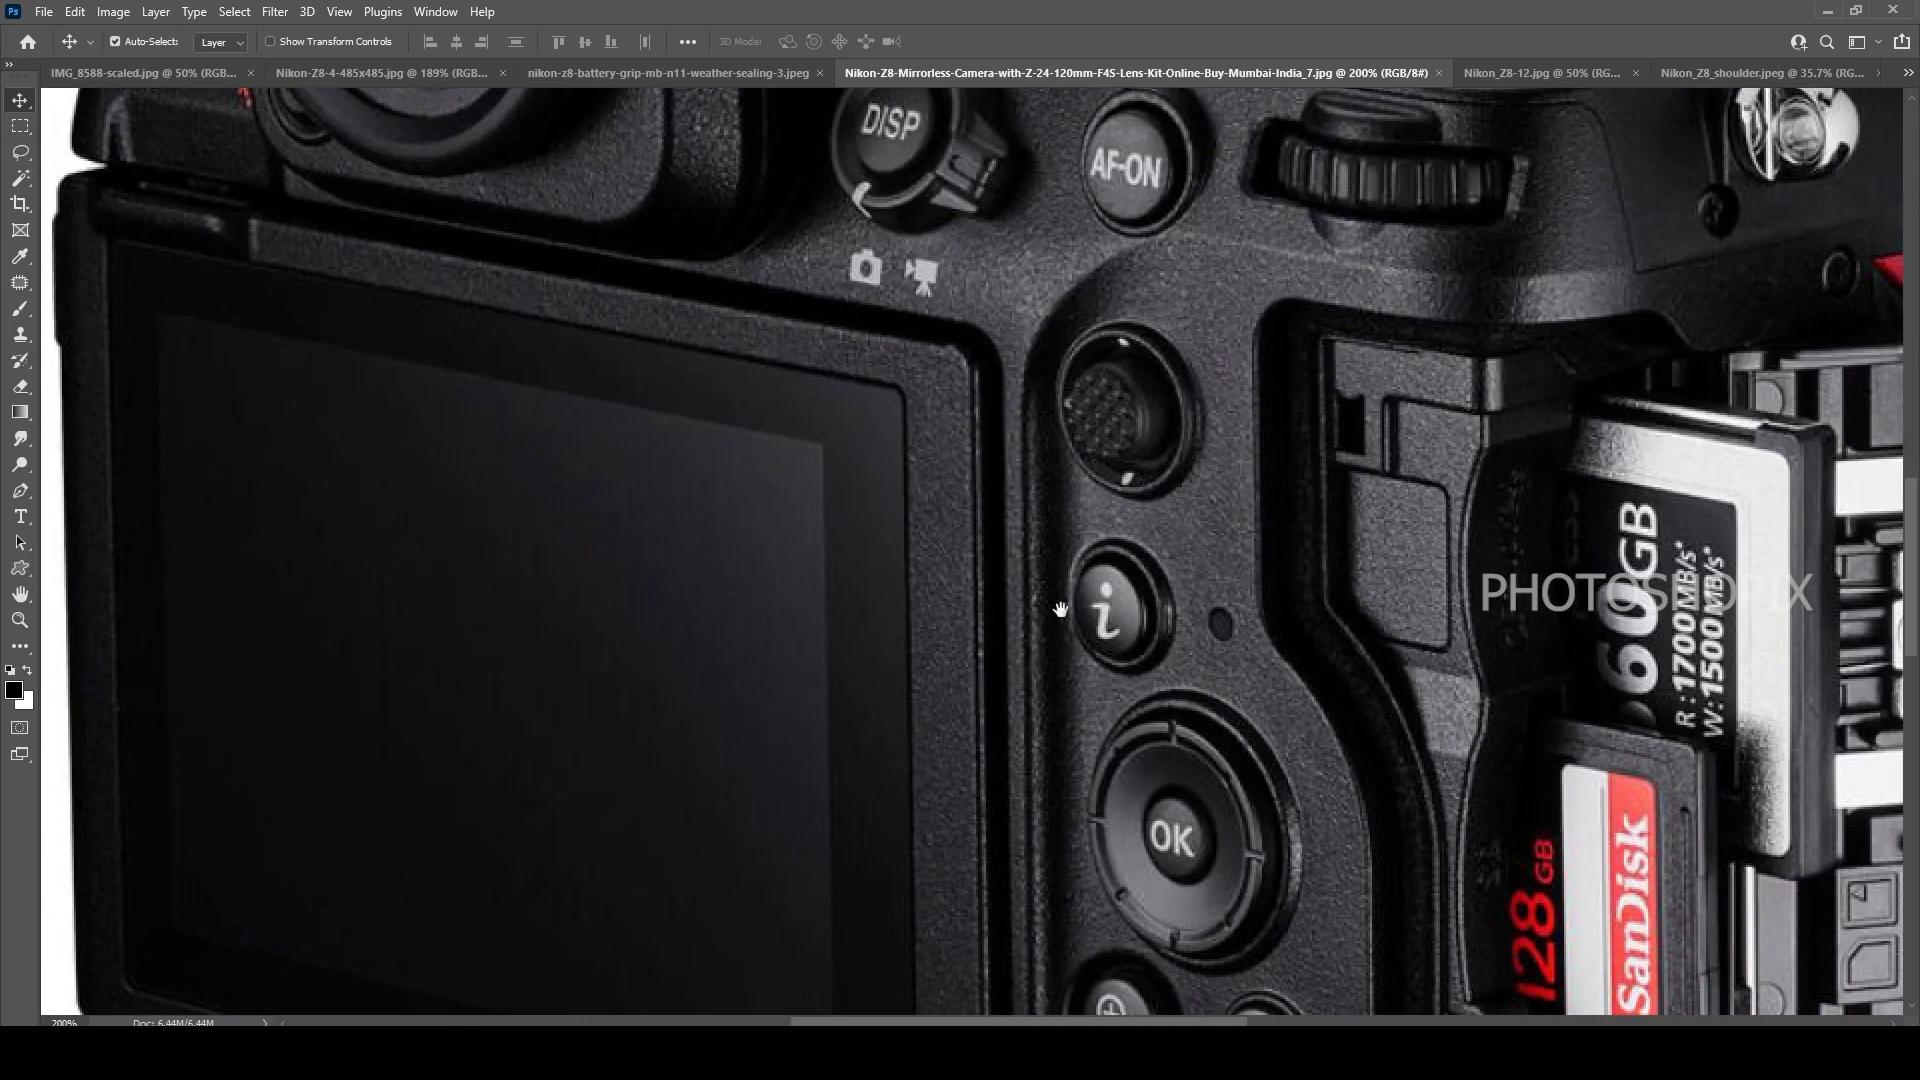 Ps File Edit Image Layer Type Select Filter 3D View Plugins Window Help
Auto-Select: Layer Show Transform Controls 3D Mode:
IMG_8588-scaled.jpg @ 50% (RGB... Nikon-Z8-4-485x485.jpg @ 189% (RGB... nikon-z8-battery-grip-mb-n11-weather-sealing-3.jpeg Nikon-Z8-Mirrorless-Camera-with-Z-24-120mm-F4S-Lens-Kit-Online-Buy-Mumbai-India_7.jpg @ 200% (RGB/8#) Nikon_Z8-12.jpg @ 50% (RG... Nikon_Z8_shoulder.jpeg @ 35.7% (RG...
DISP
AF-ON
i
OK
60GB
R:1700MB/s*
W:1500MB/s*
PHOTOSHOPIX
128GB
SanDisk
200% Doc: 6.44M/6.44M